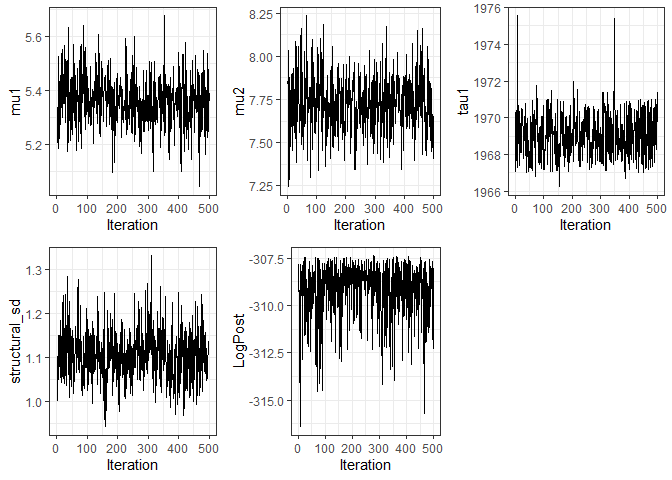 mu1
5.6
5.4
5.2
0 100 200 300 400 500
Iteration
mu2
8.25
8.00
7.75
7.50
7.25
0 100 200 300 400 500
Iteration
tau1
1976
1974
1972
1970
1968
1966
0 100 200 300 400 500
Iteration
structural_sd
1.3
1.2
1.1
1.0
0 100 200 300 400 500
Iteration
LogPost
-307.5
-310.0
-312.5
-315.0
0 100 200 300 400 500
Iteration